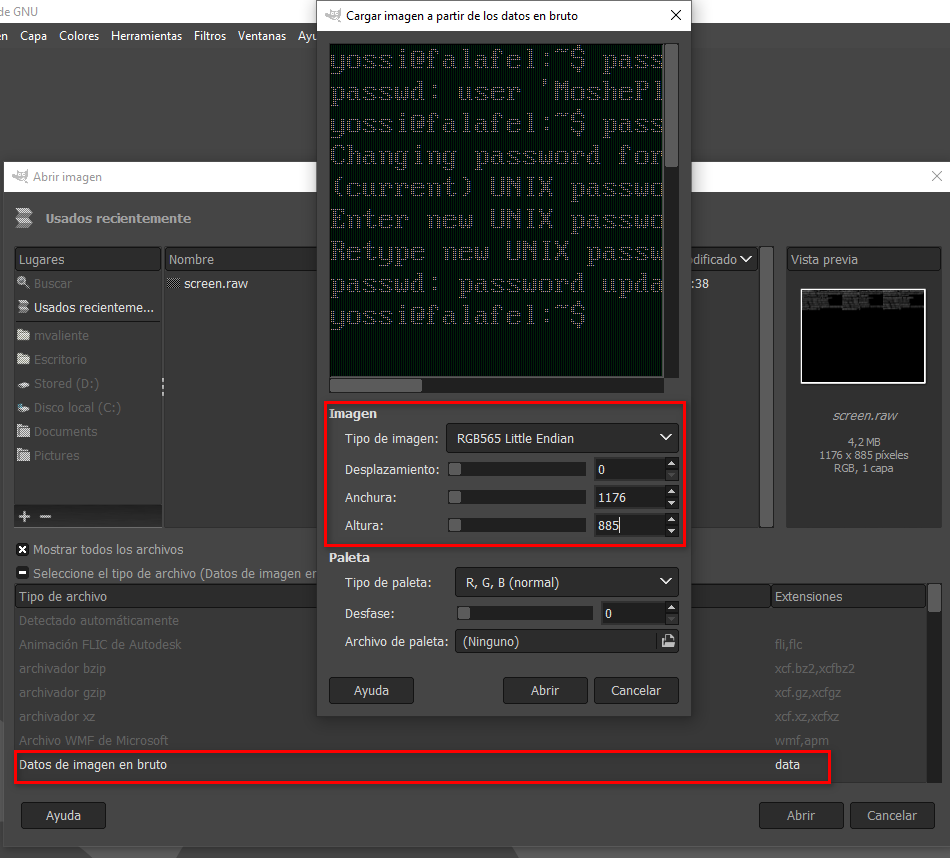 de GNU
en Capa Colores Herramientas Filtros Ventanas Ayu
Cargar imagen a partir de los datos en bruto
yossi@falafel:~$ pass
passwd: user 'MoshePl
yossi@falafel:~$ pass
Changing password for
(current) UNIX passwo
Enter new UNIX passwo
Retype new UNIX passw
passwd: password upda
yossi@falafel:~$
Imagen
Tipo de imagen: RGB565 Little Endian
Desplazamiento: 0
Anchura: 1176
Altura: 885
Paleta
Tipo de paleta: R, G, B (normal)
Desfase: 0
Archivo de paleta: (Ninguno)
Ayuda Abrir Cancelar
Abrir imagen
Usados recientemente
Lugares
Buscar
Usados recienteme...
mvaliente
Escritorio
Stored (D:)
Disco local (C:)
Documents
Pictures
Nombre
screen.raw
odificado
:38
Vista previa
screen.raw
4,2 MB
1176 x 885 píxeles
RGB, 1 capa
Mostrar todos los archivos
Seleccione el tipo de archivo (Datos de imagen en
Tipo de archivo Extensiones
Detectado automáticamente
Animación FLIC de Autodesk fli,flc
archivador bzip xcf.bz2,xcfbz2
archivador gzip xcf.gz,xcfgz
archivador xz xcf.xz,xcfxz
Archivo WMF de Microsoft wmf,apm
Datos de imagen en bruto data
Ayuda Abrir Cancelar